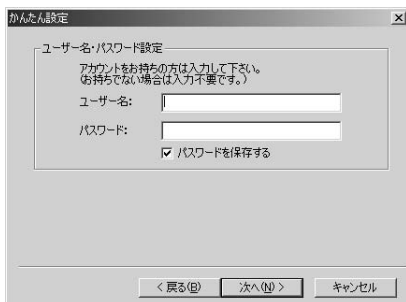 かんたん設定
ユーザー名・パスワード設定
アカウントをお持ちの方は入力して下さい。
(お持ちでない場合は入力不要です。)
ユーザー名:
パスワード:
パスワードを保存する
< 戻る(B)
次へ(N) >
キャンセル